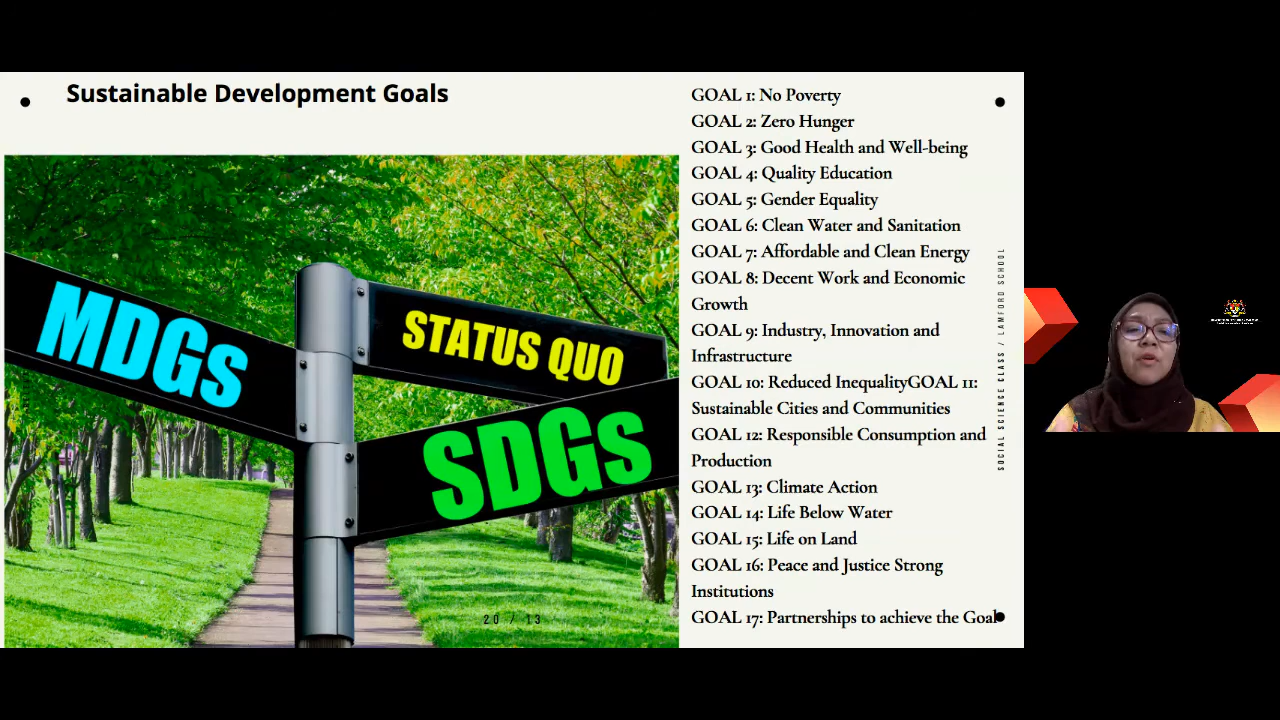 Sustainable Development Goals
MDGs
STATUS QUO
SDGs
20 / 13
GOAL 1: No Poverty
GOAL 2: Zero Hunger
GOAL 3: Good Health and Well-being
GOAL 4: Quality Education
GOAL 5: Gender Equality
GOAL 6: Clean Water and Sanitation
GOAL 7: Affordable and Clean Energy
GOAL 8: Decent Work and Economic
Growth
GOAL 9: Industry, Innovation and
Infrastructure
GOAL 10: Reduced InequalityGOAL 11:
Sustainable Cities and Communities
GOAL 12: Responsible Consumption and
Production
GOAL 13: Climate Action
GOAL 14: Life Below Water
GOAL 15: Life on Land
GOAL 16: Peace and Justice Strong
Institutions
GOAL 17: Partnerships to achieve the Goal
SOCIAL SCIENCE CLASS / LAMFORD SCHOOL